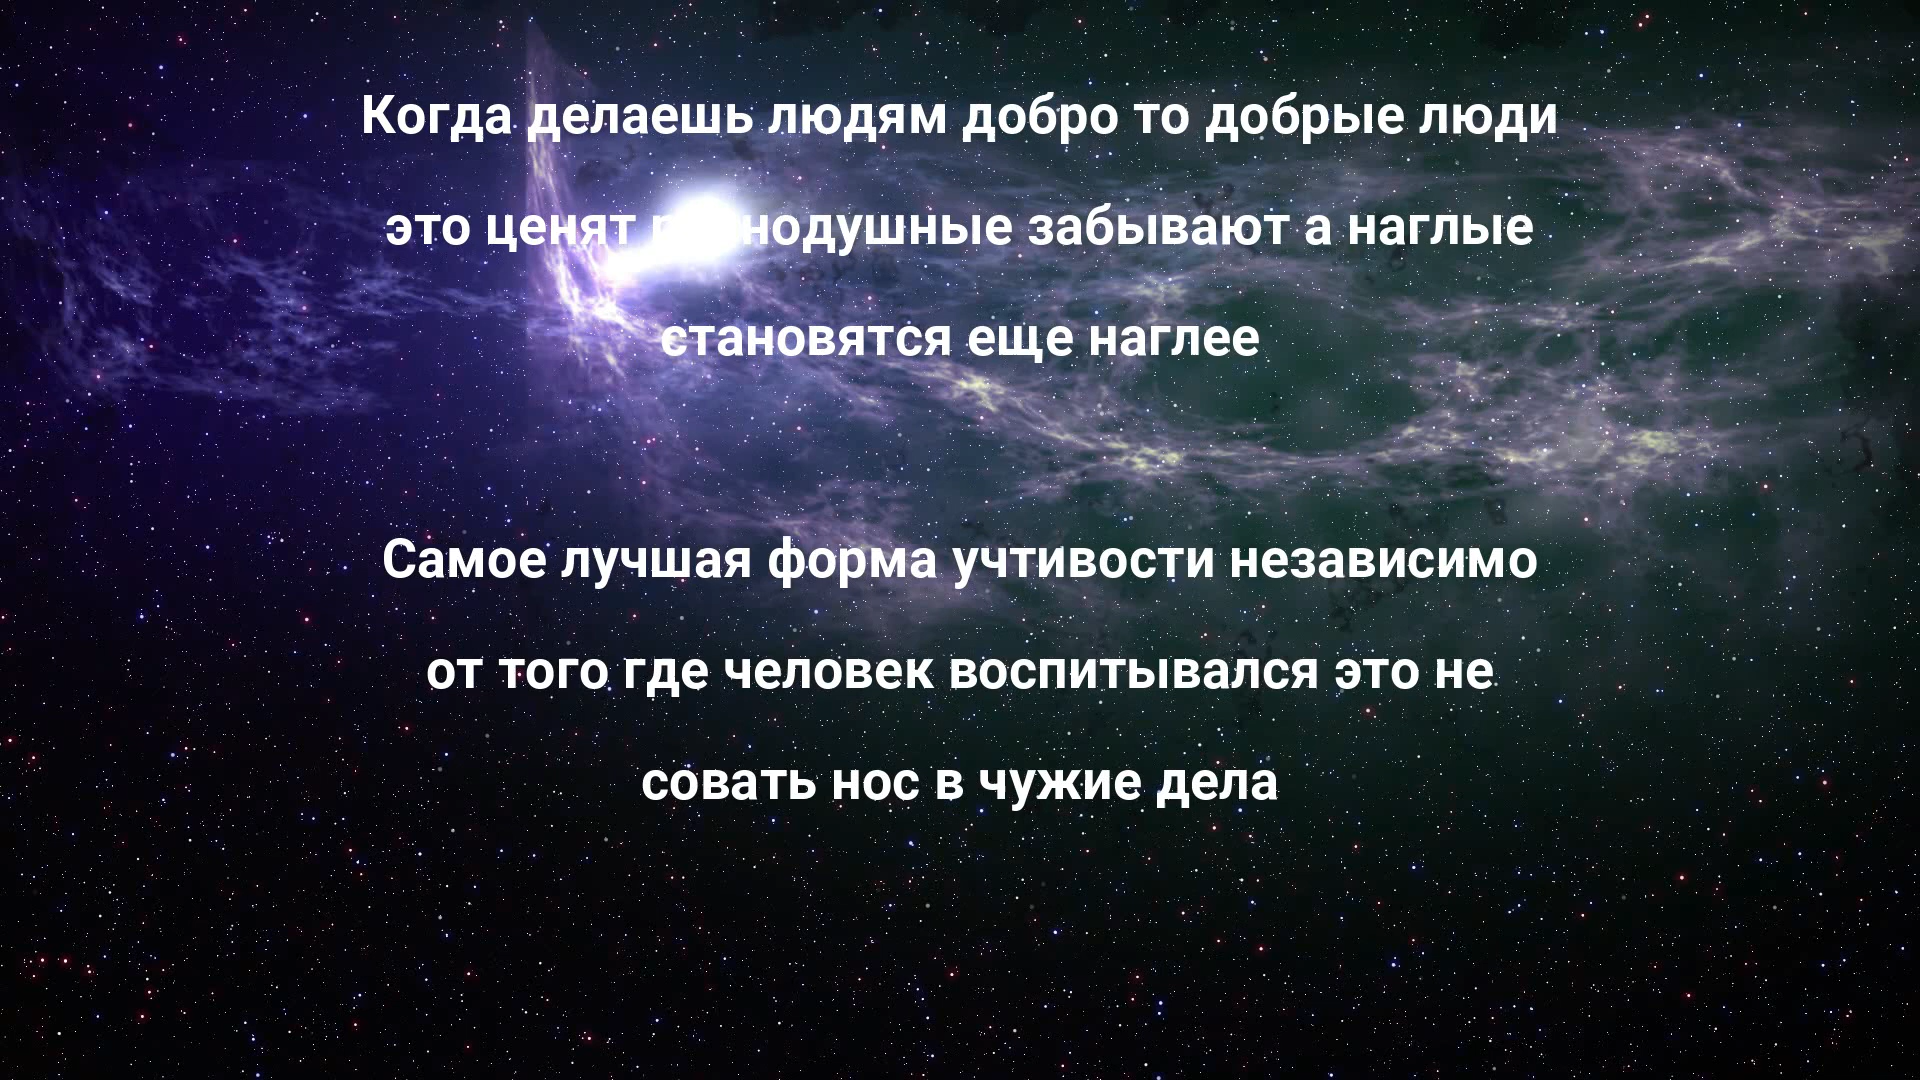 Когда делаешь людям добро то добрые люди
это ценят равнодушные забывают а наглые
становятся еще наглее
Самое лучшая форма учтивости независимо
от того где человек воспитывался это не
совать нос в чужие дела